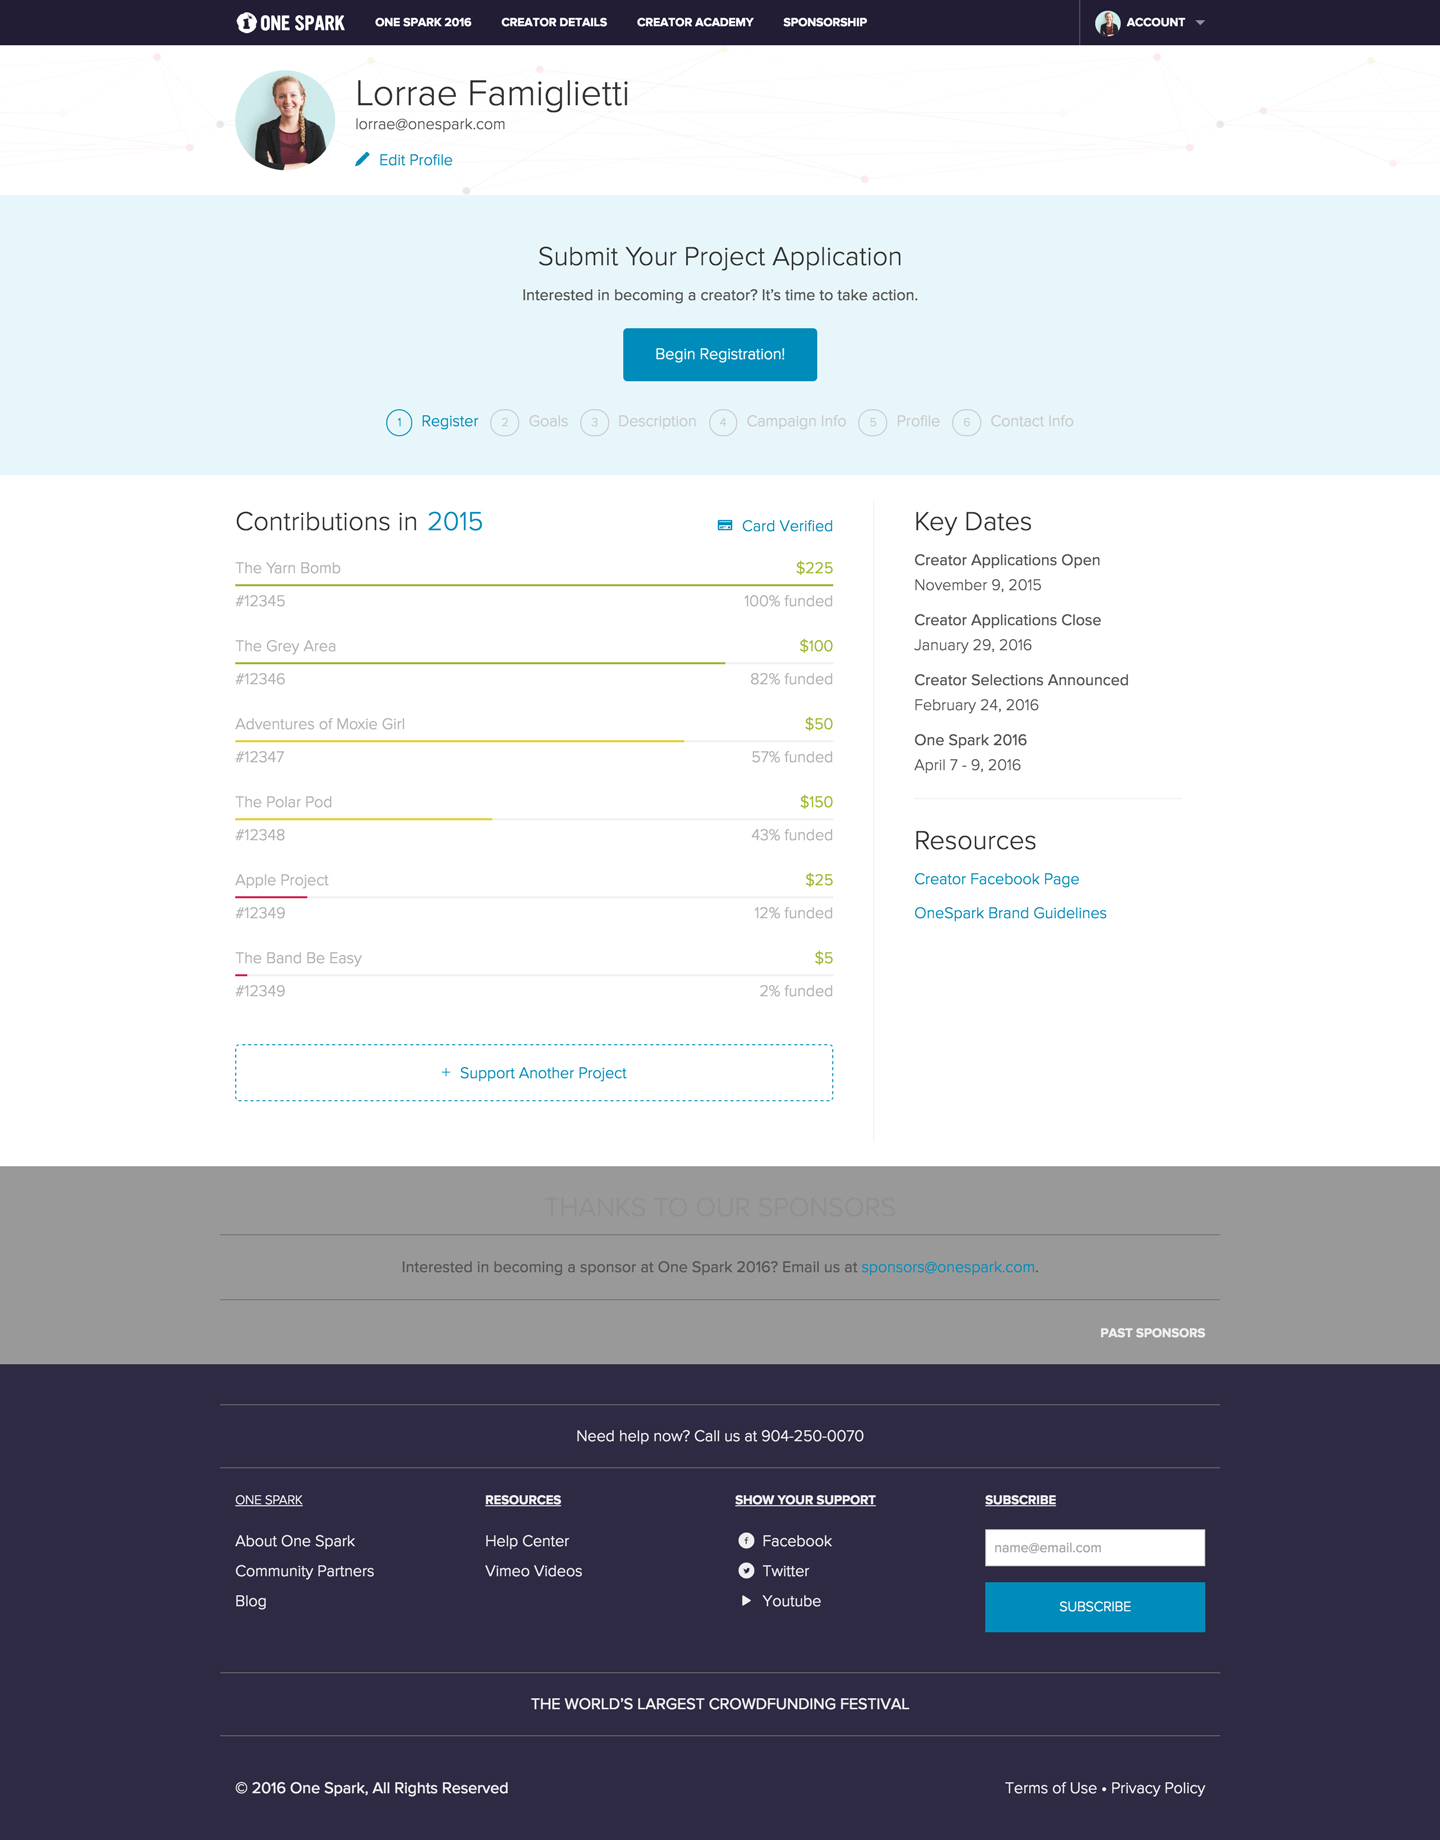 ONE SPARK
ONE SPARK 2016
CREATOR DETAILS
CREATOR ACADEMY
SPONSORSHIP
ACCOUNT
Lorrae Famiglietti
lorrae@onespark.com
Edit Profile
Submit Your Project Application
Interested in becoming a creator? It's time to take action.
Begin Registration!
1 Register 2 Goals 3 Description 4 Campaign Info 5 Profile 6 Contact Info
Contributions in 2015
Card Verified
The Yarn Bomb $225
#12345 100% funded
The Grey Area $100
#12346 82% funded
Adventures of Moxie Girl $50
#12347 57% funded
The Polar Pod $150
#12348 43% funded
Apple Project $25
#12349 12% funded
The Band Be Easy $5
#12349 2% funded
+ Support Another Project
Key Dates
Creator Applications Open
November 9, 2015
Creator Applications Close
January 29, 2016
Creator Selections Announced
February 24, 2016
One Spark 2016
April 7 - 9, 2016
Resources
Creator Facebook Page
OneSpark Brand Guidelines
THANKS TO OUR SPONSORS
Interested in becoming a sponsor at One Spark 2016? Email us at sponsors@onespark.com.
PAST SPONSORS
Need help now? Call us at 904-250-0070
ONE SPARK
About One Spark
Community Partners
Blog
RESOURCES
Help Center
Vimeo Videos
SHOW YOUR SUPPORT
Facebook
Twitter
Youtube
SUBSCRIBE
name@email.com
SUBSCRIBE
THE WORLD'S LARGEST CROWDFUNDING FESTIVAL
© 2016 One Spark, All Rights Reserved
Terms of Use • Privacy Policy